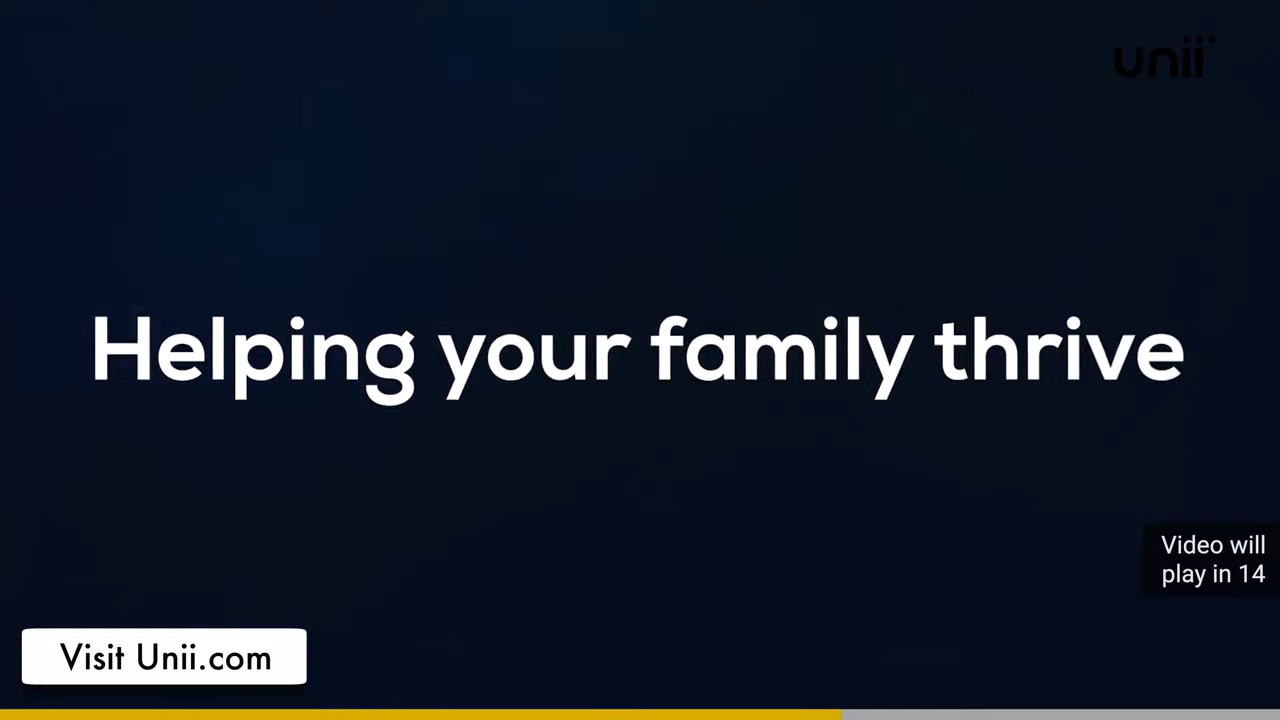 unii
Helping your family thrive
Video will
play in 14
Visit Unii.com